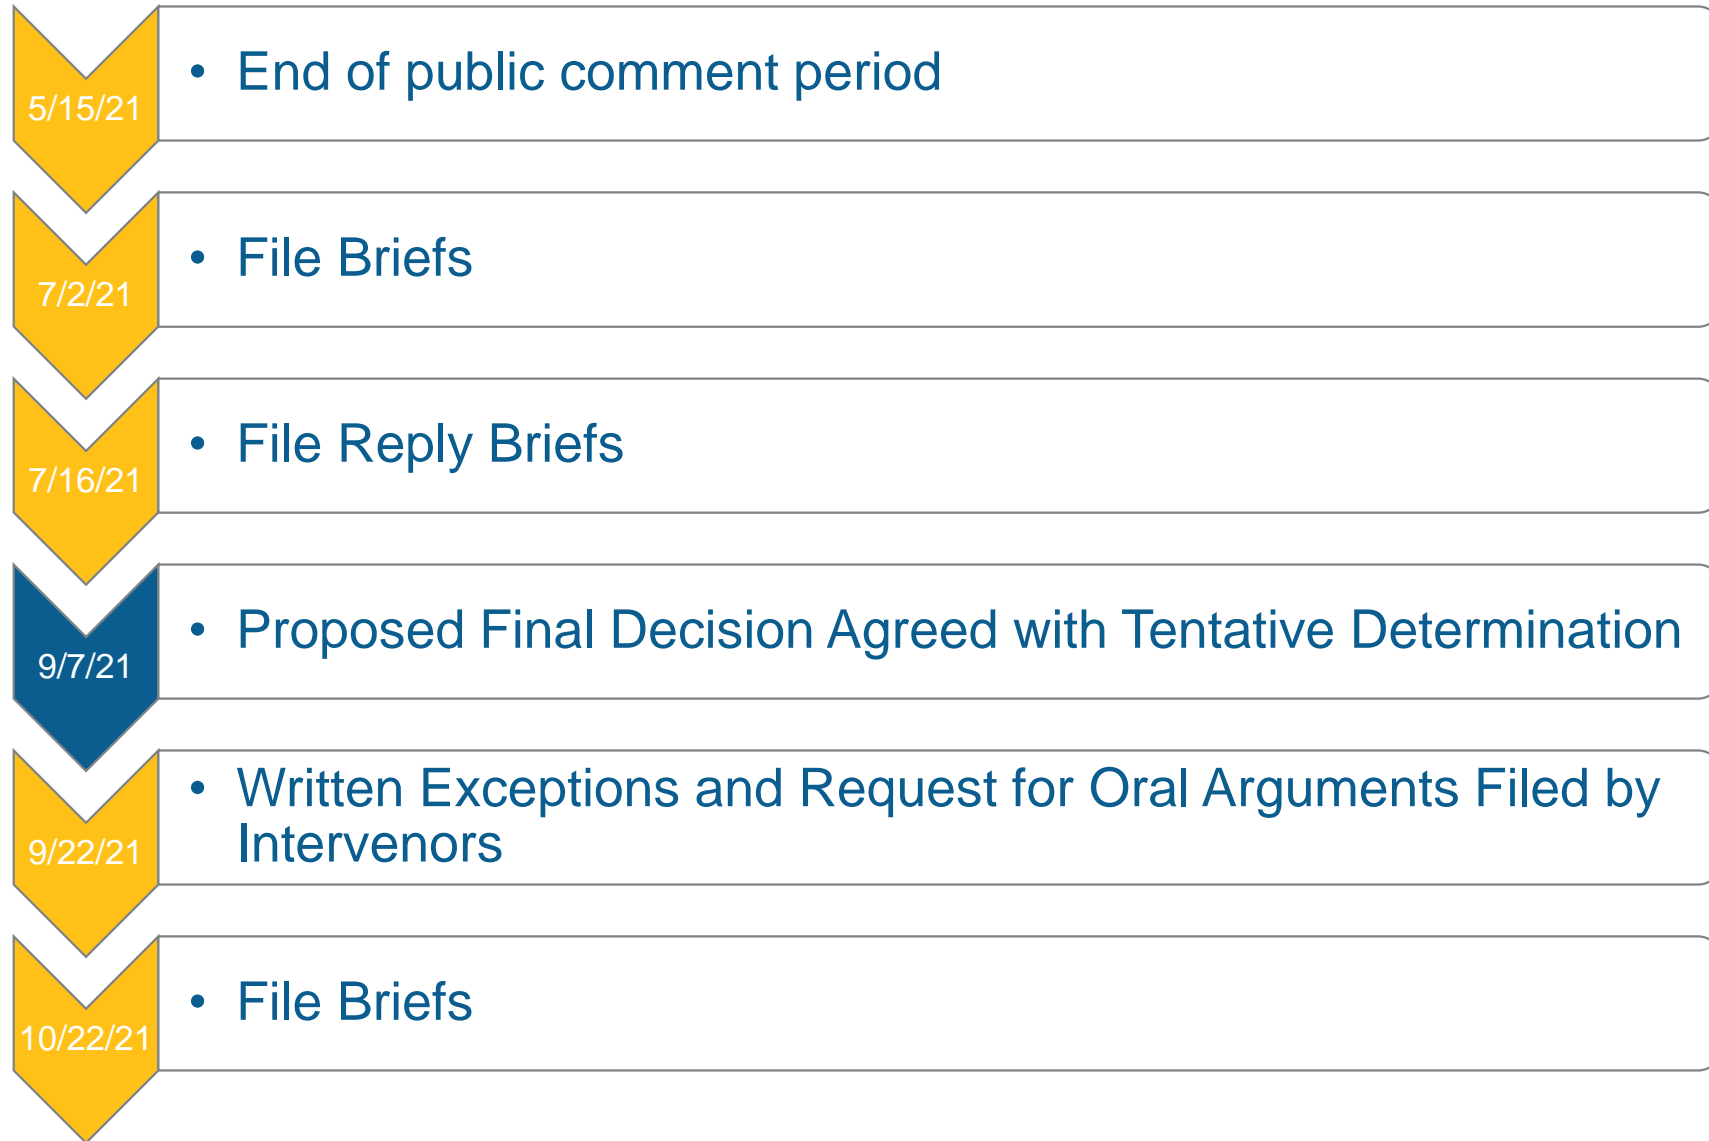 5/15/21
• End of public comment period
7/2/21
• File Briefs
7/16/21
• File Reply Briefs
9/7/21
• Proposed Final Decision Agreed with Tentative Determination
9/22/21
• Written Exceptions and Request for Oral Arguments Filed by
Intervenors
10/22/21
• File Briefs